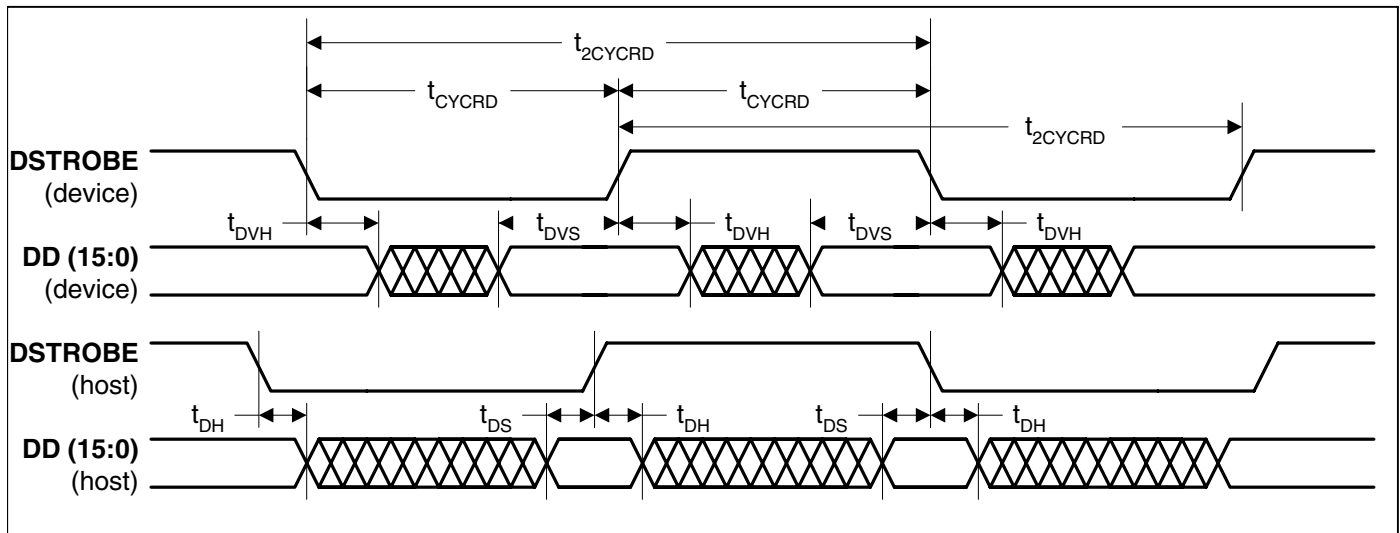 t2CYCRD
tCYCRD tCYCRD
t2CYCRD
DSTROBE
(device)
tDVH tDVS tDVH tDVS tDVH
DD (15:0)
(device)
DSTROBE
(host)
tDH tDS tDH tDS tDH
DD (15:0)
(host)